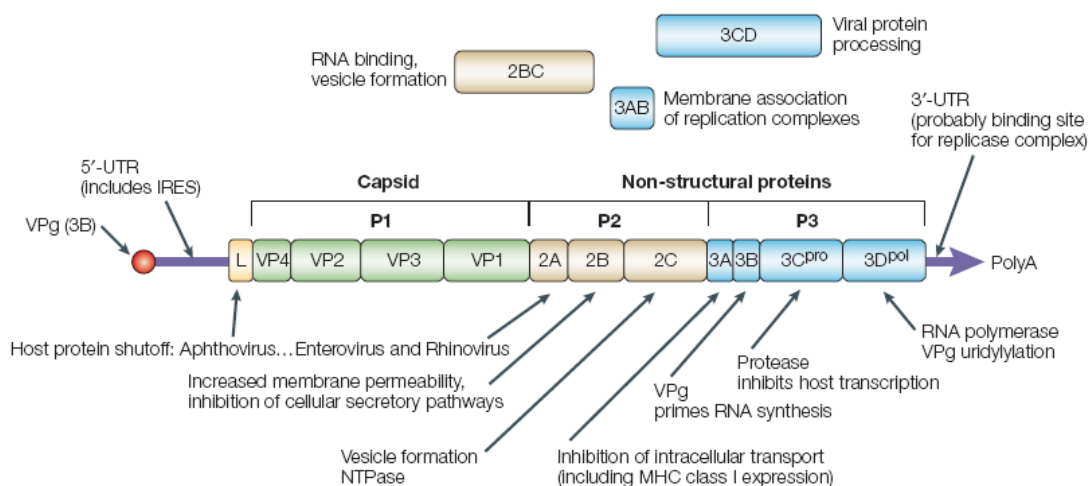 3CD
Viral protein
processing
RNA binding,
vesicle formation
2BC
3AB
Membrane association
of replication complexes
3′-UTR
(probably binding site
for replicase complex)
5′-UTR
(includes IRES)
Capsid
Non-structural proteins
VPg (3B)
P1
P2
P3
L VP4 VP2 VP3 VP1 2A 2B 2C 3A 3B 3Cpro 3Dpol
PolyA
Host protein shutoff: Aphthovirus...Enterovirus and Rhinovirus
Increased membrane permeability,
inhibition of cellular secretory pathways
Vesicle formation
NTPase
Inhibition of intracellular transport
(including MHC class I expression)
VPg
primes RNA synthesis
Protease
inhibits host transcription
RNA polymerase
VPg uridylylation